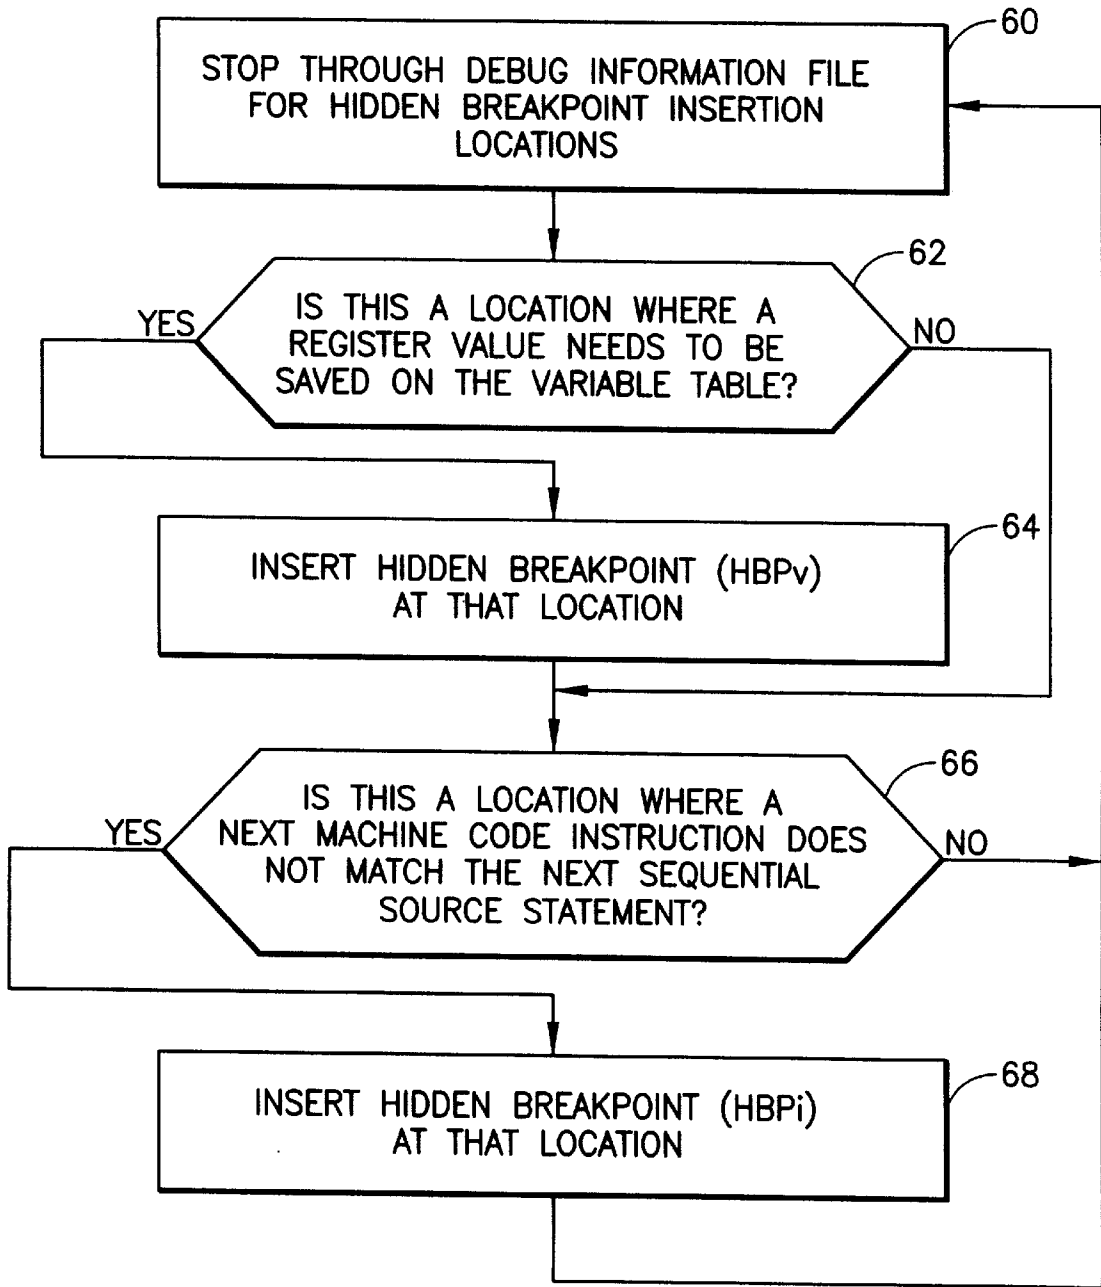 60
STOP THROUGH DEBUG INFORMATION FILE
FOR HIDDEN BREAKPOINT INSERTION
LOCATIONS
62
YES
NO
IS THIS A LOCATION WHERE A
REGISTER VALUE NEEDS TO BE
SAVED ON THE VARIABLE TABLE?
64
INSERT HIDDEN BREAKPOINT (HBPv)
AT THAT LOCATION
66
YES
NO
IS THIS A LOCATION WHERE A
NEXT MACHINE CODE INSTRUCTION DOES
NOT MATCH THE NEXT SEQUENTIAL
SOURCE STATEMENT?
68
INSERT HIDDEN BREAKPOINT (HBPi)
AT THAT LOCATION